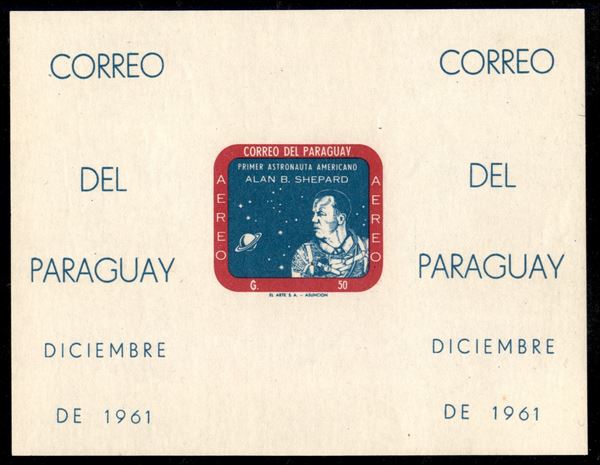 CORREO
DEL
PARAGUAY
DICIEMBRE
DE 1961
CORREO DEL PARAGUAY
PRIMER ASTRONAUTA AMERICANO
ALAN B. SHEPARD
AEREO
AEREO
G. 50
EL ARTE S A. - ASUNCION
CORREO
DEL
PARAGUAY
DICIEMBRE
DE 1961